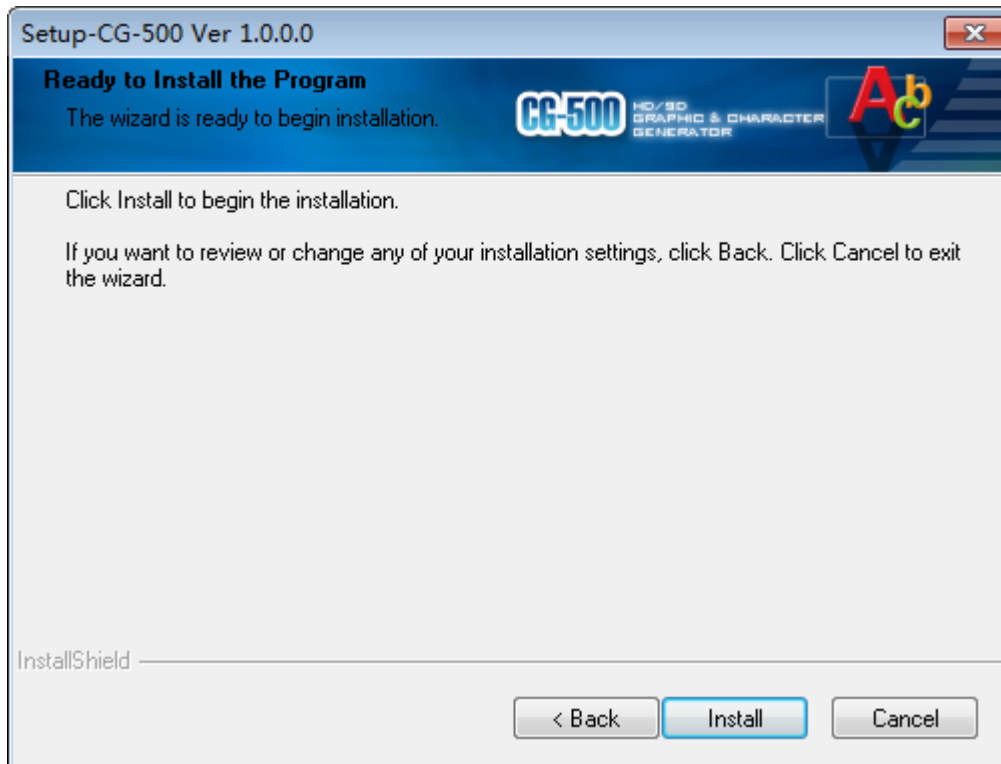 Setup-CG-500 Ver 1.0.0.0
Ready to Install the Program
The wizard is ready to begin installation.
CG-500
HD/SD
GRAPHIC & CHARACTER
GENERATOR
A
c
b
Click Install to begin the installation.
If you want to review or change any of your installation settings, click Back. Click Cancel to exit
the wizard.
InstallShield
< Back
Install
Cancel